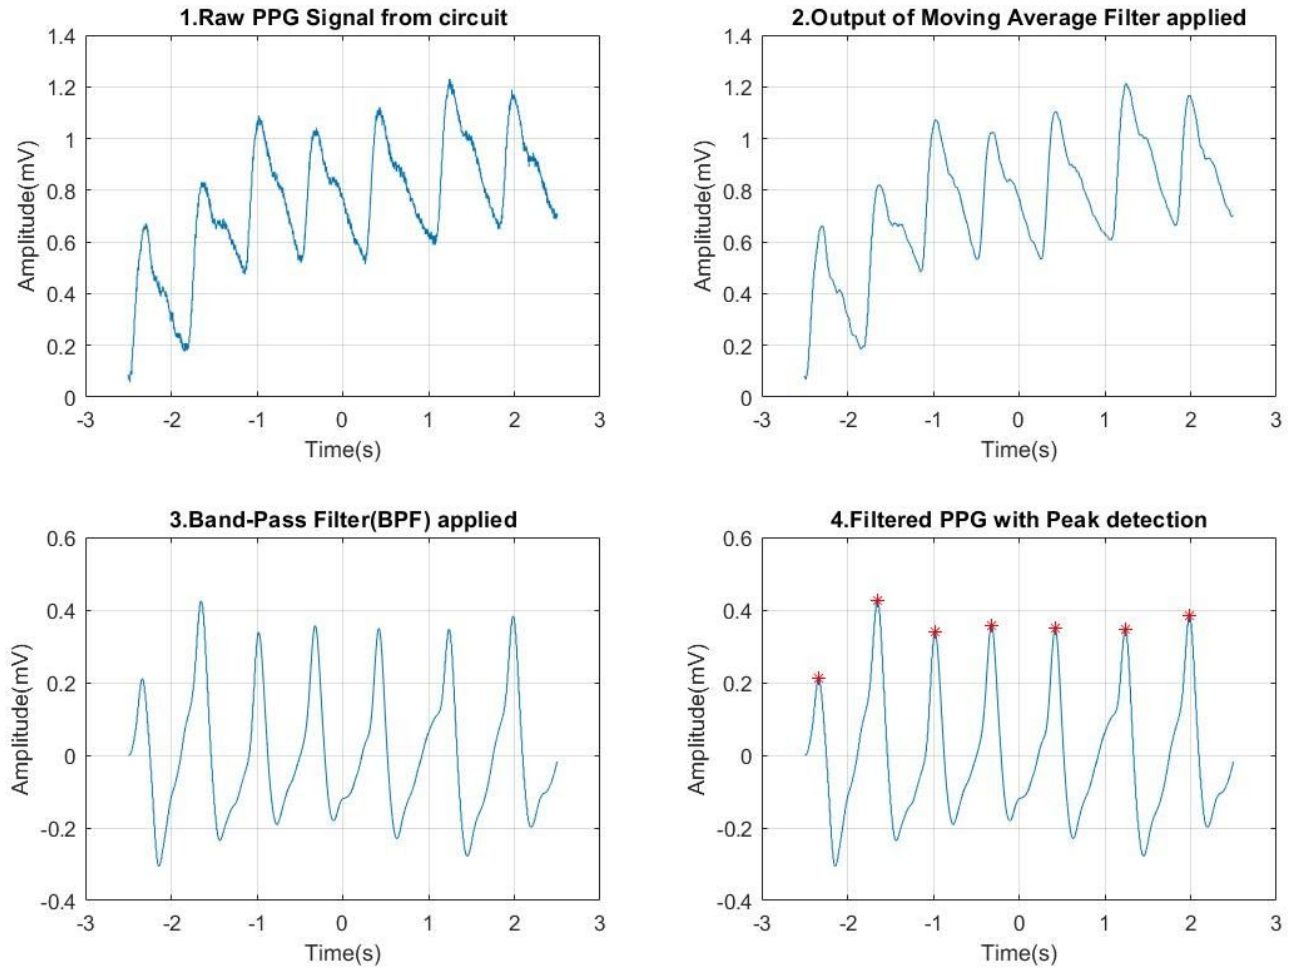 1.Raw PPG Signal from circuit
1.4
1.2
1
0.8
0.6
0.4
0.2
0
Amplitude(mV)
-3 -2 -1 0 1 2 3
Time(s)
2.Output of Moving Average Filter applied
1.4
1.2
1
0.8
0.6
0.4
0.2
0
Amplitude(mV)
-3 -2 -1 0 1 2 3
Time(s)
3.Band-Pass Filter(BPF) applied
0.6
0.4
0.2
0
-0.2
-0.4
Amplitude(mV)
-3 -2 -1 0 1 2 3
Time(s)
4.Filtered PPG with Peak detection
0.6
0.4
0.2
0
-0.2
-0.4
Amplitude(mV)
-3 -2 -1 0 1 2 3
Time(s)